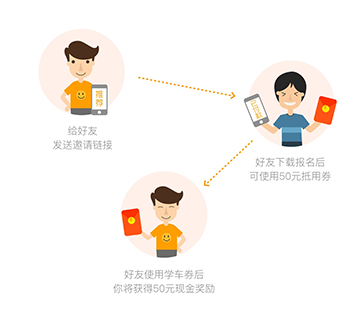 推荐
给好友
发送邀请链接
好友下载报名后
可使用50元抵用券
好友使用学车券后
你将获得50元现金奖励